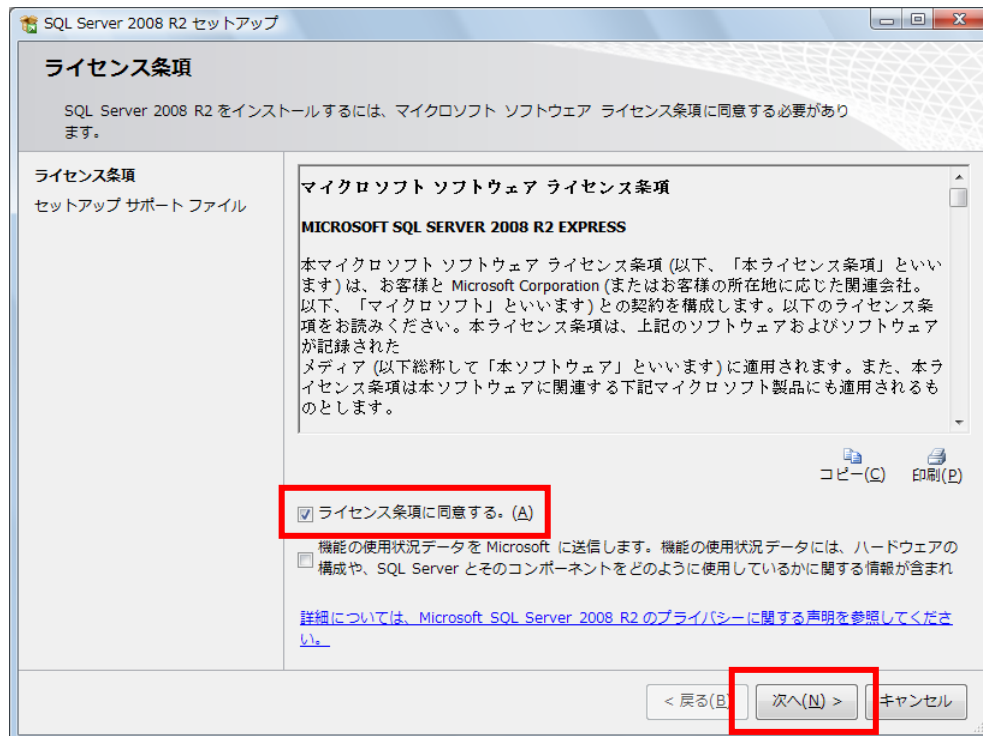 SQL Server 2008 R2 セットアップ
ライセンス条項
SQL Server 2008 R2 をインストールするには、マイクロソフト ソフトウェア ライセンス条項に同意する必要があり
ます。
ライセンス条項
セットアップ サポート ファイル
マイクロソフト ソフトウェア ライセンス条項
MICROSOFT SQL SERVER 2008 R2 EXPRESS
本マイクロソフト ソフトウェア ライセンス条項 (以下、「本ライセンス条項」といい
ます) は、お客様と Microsoft Corporation (またはお客様の所在地に応じた関連会社。
以下、「マイクロソフト」といいます) との契約を構成します。以下のライセンス条
項をお読みください。本ライセンス条項は、上記のソフトウェアおよびソフトウェア
が記録された
メディア (以下総称して「本ソフトウェア」といいます) に適用されます。また、本ラ
イセンス条項は本ソフトウェアに関連する下記マイクロソフト製品にも適用されるも
のとします。
コピー(C) 印刷(P)
ライセンス条項に同意する。(A)
機能の使用状況データを Microsoft に送信します。機能の使用状況データには、ハードウェアの
構成や、SQL Server とそのコンポーネントをどのように使用しているかに関する情報が含まれ
詳細については、Microsoft SQL Server 2008 R2 のプライバシーに関する声明を参照してくださ
い。
< 戻る(B) 次へ(N) > キャンセル